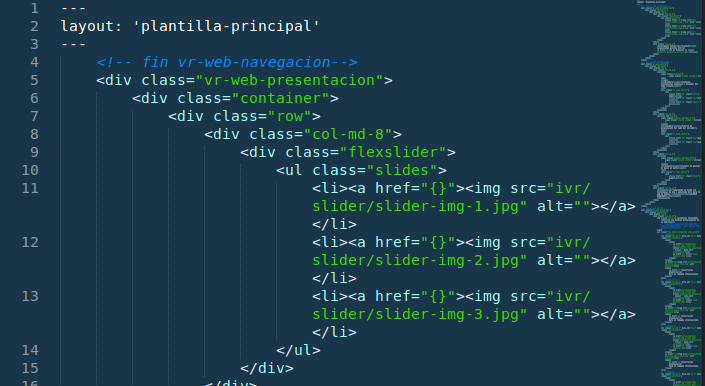 1 ---
2 layout: 'plantilla-principal'
3 ---
4 <!-- fin vr-web-navegacion-->
5 <div class="vr-web-presentacion">
6 <div class="container">
7 <div class="row">
8 <div class="col-md-8">
9 <div class="flexslider">
10 <ul class="slides">
11 <li><a href="{}"><img src="ivr/
slider/slider-img-1.jpg" alt=""></a>
</li>
12 <li><a href="{}"><img src="ivr/
slider/slider-img-2.jpg" alt=""></a>
</li>
13 <li><a href="{}"><img src="ivr/
slider/slider-img-3.jpg" alt=""></a>
</li>
14 </ul>
15 </div>
16 </div>